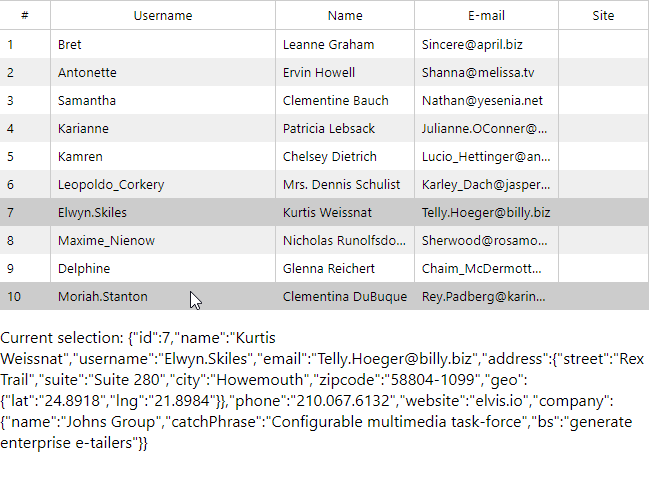 # Username Name E-mail Site
1 Bret Leanne Graham Sincere@april.biz
2 Antonette Ervin Howell Shanna@melissa.tv
3 Samantha Clementine Bauch Nathan@yesenia.net
4 Karianne Patricia Lebsack Julianne.OConner@...
5 Kamren Chelsey Dietrich Lucio_Hettinger@an...
6 Leopoldo_Corkery Mrs. Dennis Schulist Karley_Dach@jasper...
7 Elwyn.Skiles Kurtis Weissnat Telly.Hoeger@billy.biz
8 Maxime_Nienow Nicholas Runolfsdo... Sherwood@rosamo...
9 Delphine Glenna Reichert Chaim_McDermott...
10 Moriah.Stanton Clementina DuBuque Rey.Padberg@karin...
Current selection: {"id":7,"name":"Kurtis
Weissnat","username":"Elwyn.Skiles","email":"Telly.Hoeger@billy.biz","address":{"street":"Rex
Trail","suite":"Suite 280","city":"Howemouth","zipcode":"58804-1099","geo":
{"lat":"24.8918","lng":"21.8984"}},"phone":"210.067.6132","website":"elvis.io","company":
{"name":"Johns Group","catchPhrase":"Configurable multimedia task-force","bs":"generate
enterprise e-tailers"}}